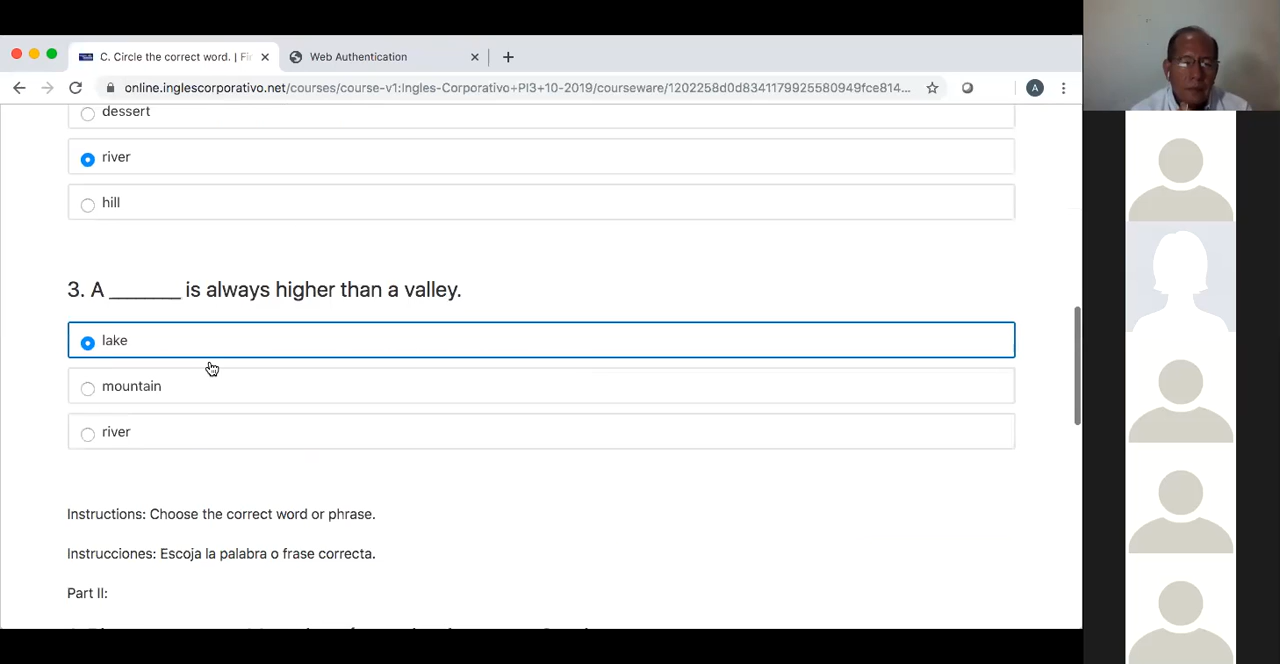 C. Circle the correct word. | Fi
Web Authentication
online.inglescorporativo.net/courses/course-v1:Ingles-Corporativo+PI3+10-2019/courseware/1202258d0d8341179925580949fce814...
A
dessert
river
hill
3. A _______ is always higher than a valley.
lake
mountain
river
Instructions: Choose the correct word or phrase.
Instrucciones: Escoja la palabra o frase correcta.
Part II: